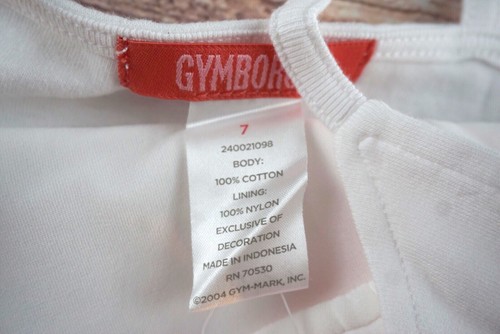 GYMBORE
7
240021098
BODY:
100% COTTON
LINING:
100% NYLON
EXCLUSIVE OF
DECORATION
MADE IN INDONESIA
RN 70530
©2004 GYM-MARK, INC.